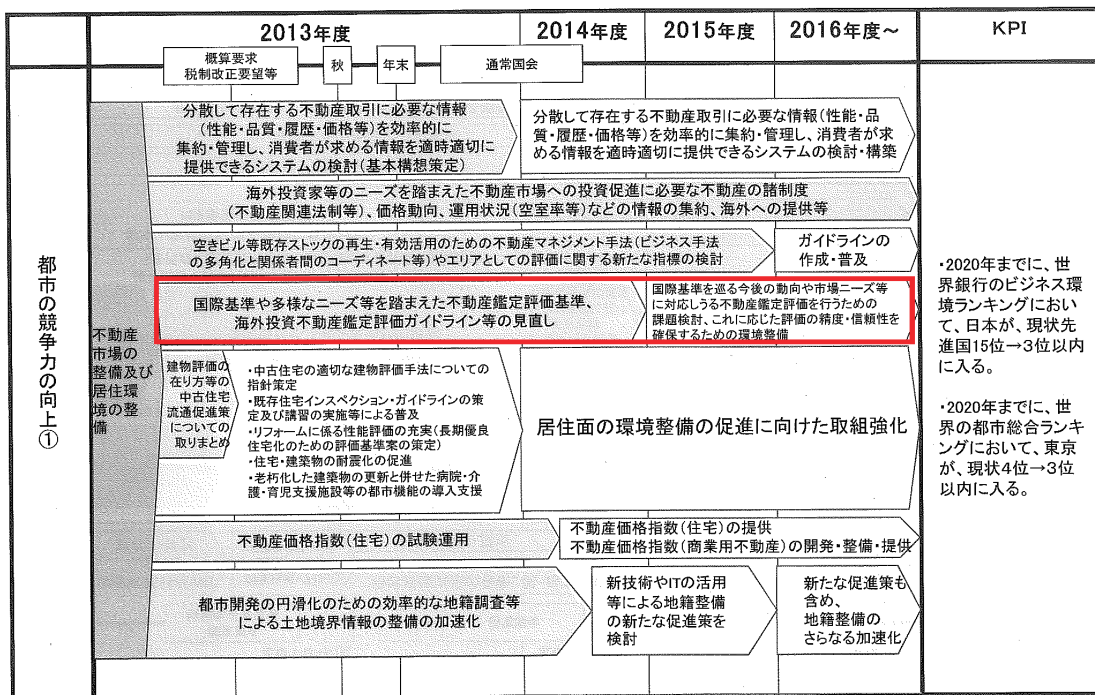 2013年度
2014年度
2015年度
2016年度～
KPI
概算要求
税制改正要望等
秋
年末
通常国会
都市の競争力の向上①
不動産
市場の
整備及び
居住環
境の整
備
分散して存在する不動産取引に必要な情報
(性能・品質・履歴・価格等)を効率的に
集約・管理し、消費者が求める情報を適時適切に
提供できるシステムの検討(基本構想策定)
分散して存在する不動産取引に必要な情報(性能・品
質・履歴・価格等)を効率的に集約・管理し、消費者が求
める情報を適時適切に提供できるシステムの検討・構築
海外投資家等のニーズを踏まえた不動産市場への投資促進に必要な不動産の諸制度
(不動産関連法制等)、価格動向、運用状況(空室率等)などの情報の集約、海外への提供等
空きビル等既存ストックの再生・有効活用のための不動産マネジメント手法(ビジネス手法
の多角化と関係者間のコーディネート等)やエリアとしての評価に関する新たな指標の検討
ガイドラインの
作成・普及
国際基準や多様なニーズ等を踏まえた不動産鑑定評価基準、
海外投資不動産鑑定評価ガイドライン等の見直し
国際基準を巡る今後の動向や市場ニーズ等
に対応しうる不動産鑑定評価を行うための
課題検討、これに応じた評価の精度・信頼性を
確保するための環境整備
建物評価の
在り方等の
中古住宅
流通促進策
についての
取りまとめ
・中古住宅の適切な建物評価手法についての
指針策定
・既存住宅インスペクション・ガイドラインの策
定及び講習の実施等による普及
・リフォームに係る性能評価の充実(長期優良
住宅化のための評価基準案の策定)
・住宅・建築物の耐震化の促進
・老朽化した建築物の更新と併せた病院・介
護・育児支援施設等の都市機能の導入支援
居住面の環境整備の促進に向けた取組強化
不動産価格指数(住宅)の試験運用
不動産価格指数(住宅)の提供
不動産価格指数(商業用不動産)の開発・整備・提供
都市開発の円滑化のための効率的な地籍調査等
による土地境界情報の整備の加速化
新技術やITの活用
等による地籍整備
の新たな促進策を
検討
新たな促進策も
含め、
地籍整備の
さらなる加速化
・2020年までに、世
界銀行のビジネス環
境ランキングにおい
て、日本が、現状先
進国15位→3位以内
に入る。
・2020年までに、世
界の都市総合ランキ
ングにおいて、東京
が、現状4位→3位
以内に入る。